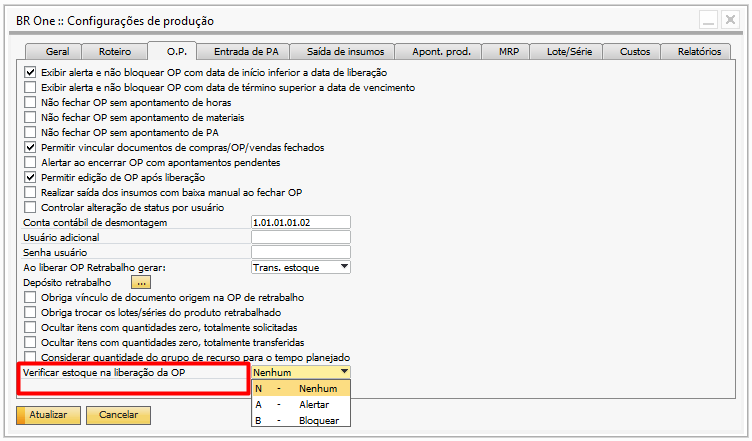 BR One :: Configurações de produção
Geral Roteiro O.P. Entrada de PA Saída de insumos Apont. prod. MRP Lote/Série Custos Relatórios
Exibir alerta e não bloquear OP com data de início inferior a data de liberação
Exibir alerta e não bloquear OP com data de término superior a data de vencimento
Não fechar OP sem apontamento de horas
Não fechar OP sem apontamento de materiais
Não fechar OP sem apontamento de PA
Permitir vincular documentos de compras/OP/vendas fechados
Alertar ao encerrar OP com apontamentos pendentes
Permitir edição de OP após liberação
Realizar saída dos insumos com baixa manual ao fechar OP
Controlar alteração de status por usuário
Conta contábil de desmontagem 1.01.01.01.02
Usuário adicional
Senha usuário
Ao liberar OP Retrabalho gerar: Trans. estoque
Depósito retrabalho ...
Obriga vínculo de documento origem na OP de retrabalho
Obriga trocar os lotes/séries do produto retrabalhado
Ocultar itens com quantidades zero, totalmente solicitadas
Ocultar itens com quantidades zero, totalmente transferidas
Considerar quantidade do grupo de recurso para o tempo planejado
Verificar estoque na liberação da OP Nenhum
N - Nenhum
A - Alertar
B - Bloquear
Atualizar Cancelar